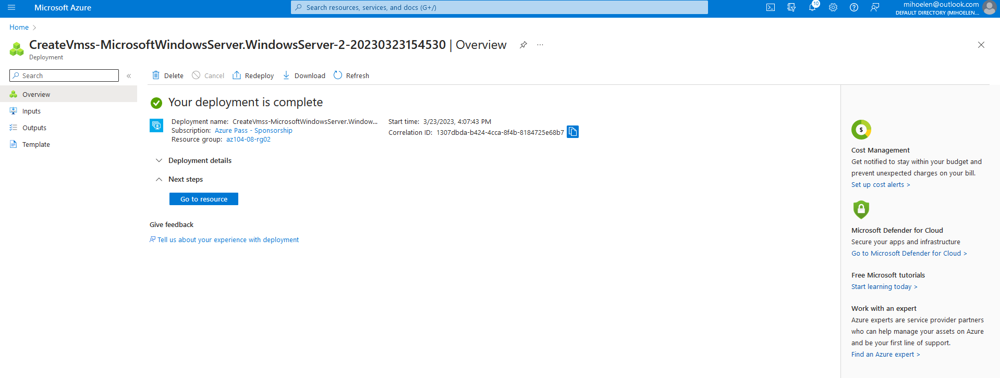 Microsoft Azure
Search resources, services, and docs (G+/)
10
mihoelen@outlook.com
DEFAULT DIRECTORY (MIHOELEN...
Home
CreateVmss-MicrosoftWindowsServer.WindowsServer-2-20230323154530 | Overview
Deployment
Search
Overview
Inputs
Outputs
Template
Delete
Cancel
Redeploy
Download
Refresh
Your deployment is complete
Deployment name: CreateVmss-MicrosoftWindowsServer.Window...
Subscription: Azure Pass - Sponsorship
Resource group: az104-08-rg02
Start time: 3/23/2023, 4:07:43 PM
Correlation ID: 1307dbda-b424-4cca-8f4b-8184725e68b7
Deployment details
Next steps
Go to resource
Give feedback
Tell us about your experience with deployment
$
Cost Management
Get notified to stay within your budget and
prevent unexpected charges on your bill.
Set up cost alerts >
Microsoft Defender for Cloud
Secure your apps and infrastructure
Go to Microsoft Defender for Cloud >
Free Microsoft tutorials
Start learning today >
Work with an expert
Azure experts are service provider partners
who can help manage your assets on Azure
and be your first line of support.
Find an Azure expert >